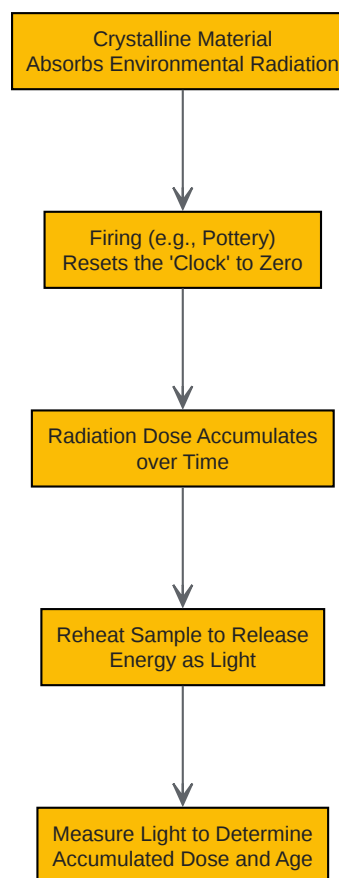 Crystalline Material
Absorbs Environmental Radiation
Firing (e.g., Pottery)
Resets the 'Clock' to Zero
Radiation Dose Accumulates
over Time
Reheat Sample to Release
Energy as Light
Measure Light to Determine
Accumulated Dose and Age